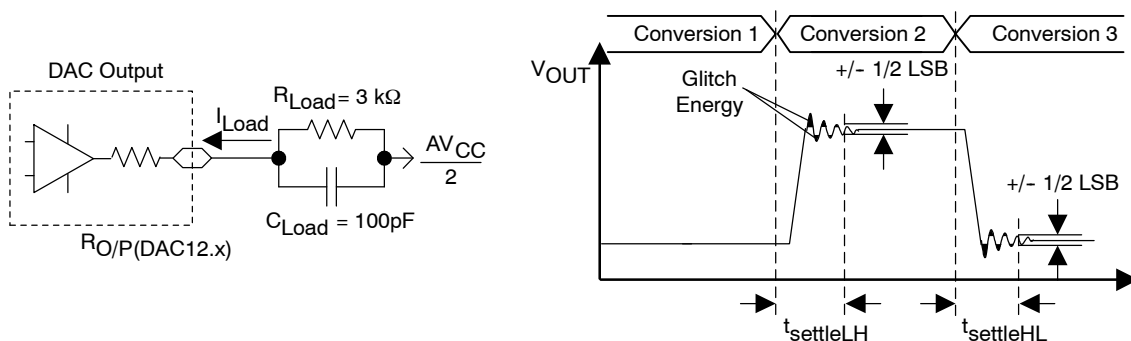 DAC Output
I_Load
R_Load = 3 kΩ
AV_CC
2
C_Load = 100pF
R_O/P(DAC12.x)
Conversion 1
Conversion 2
Conversion 3
V_OUT
Glitch
Energy
+/− 1/2 LSB
+/− 1/2 LSB
t_settleLH
t_settleHL